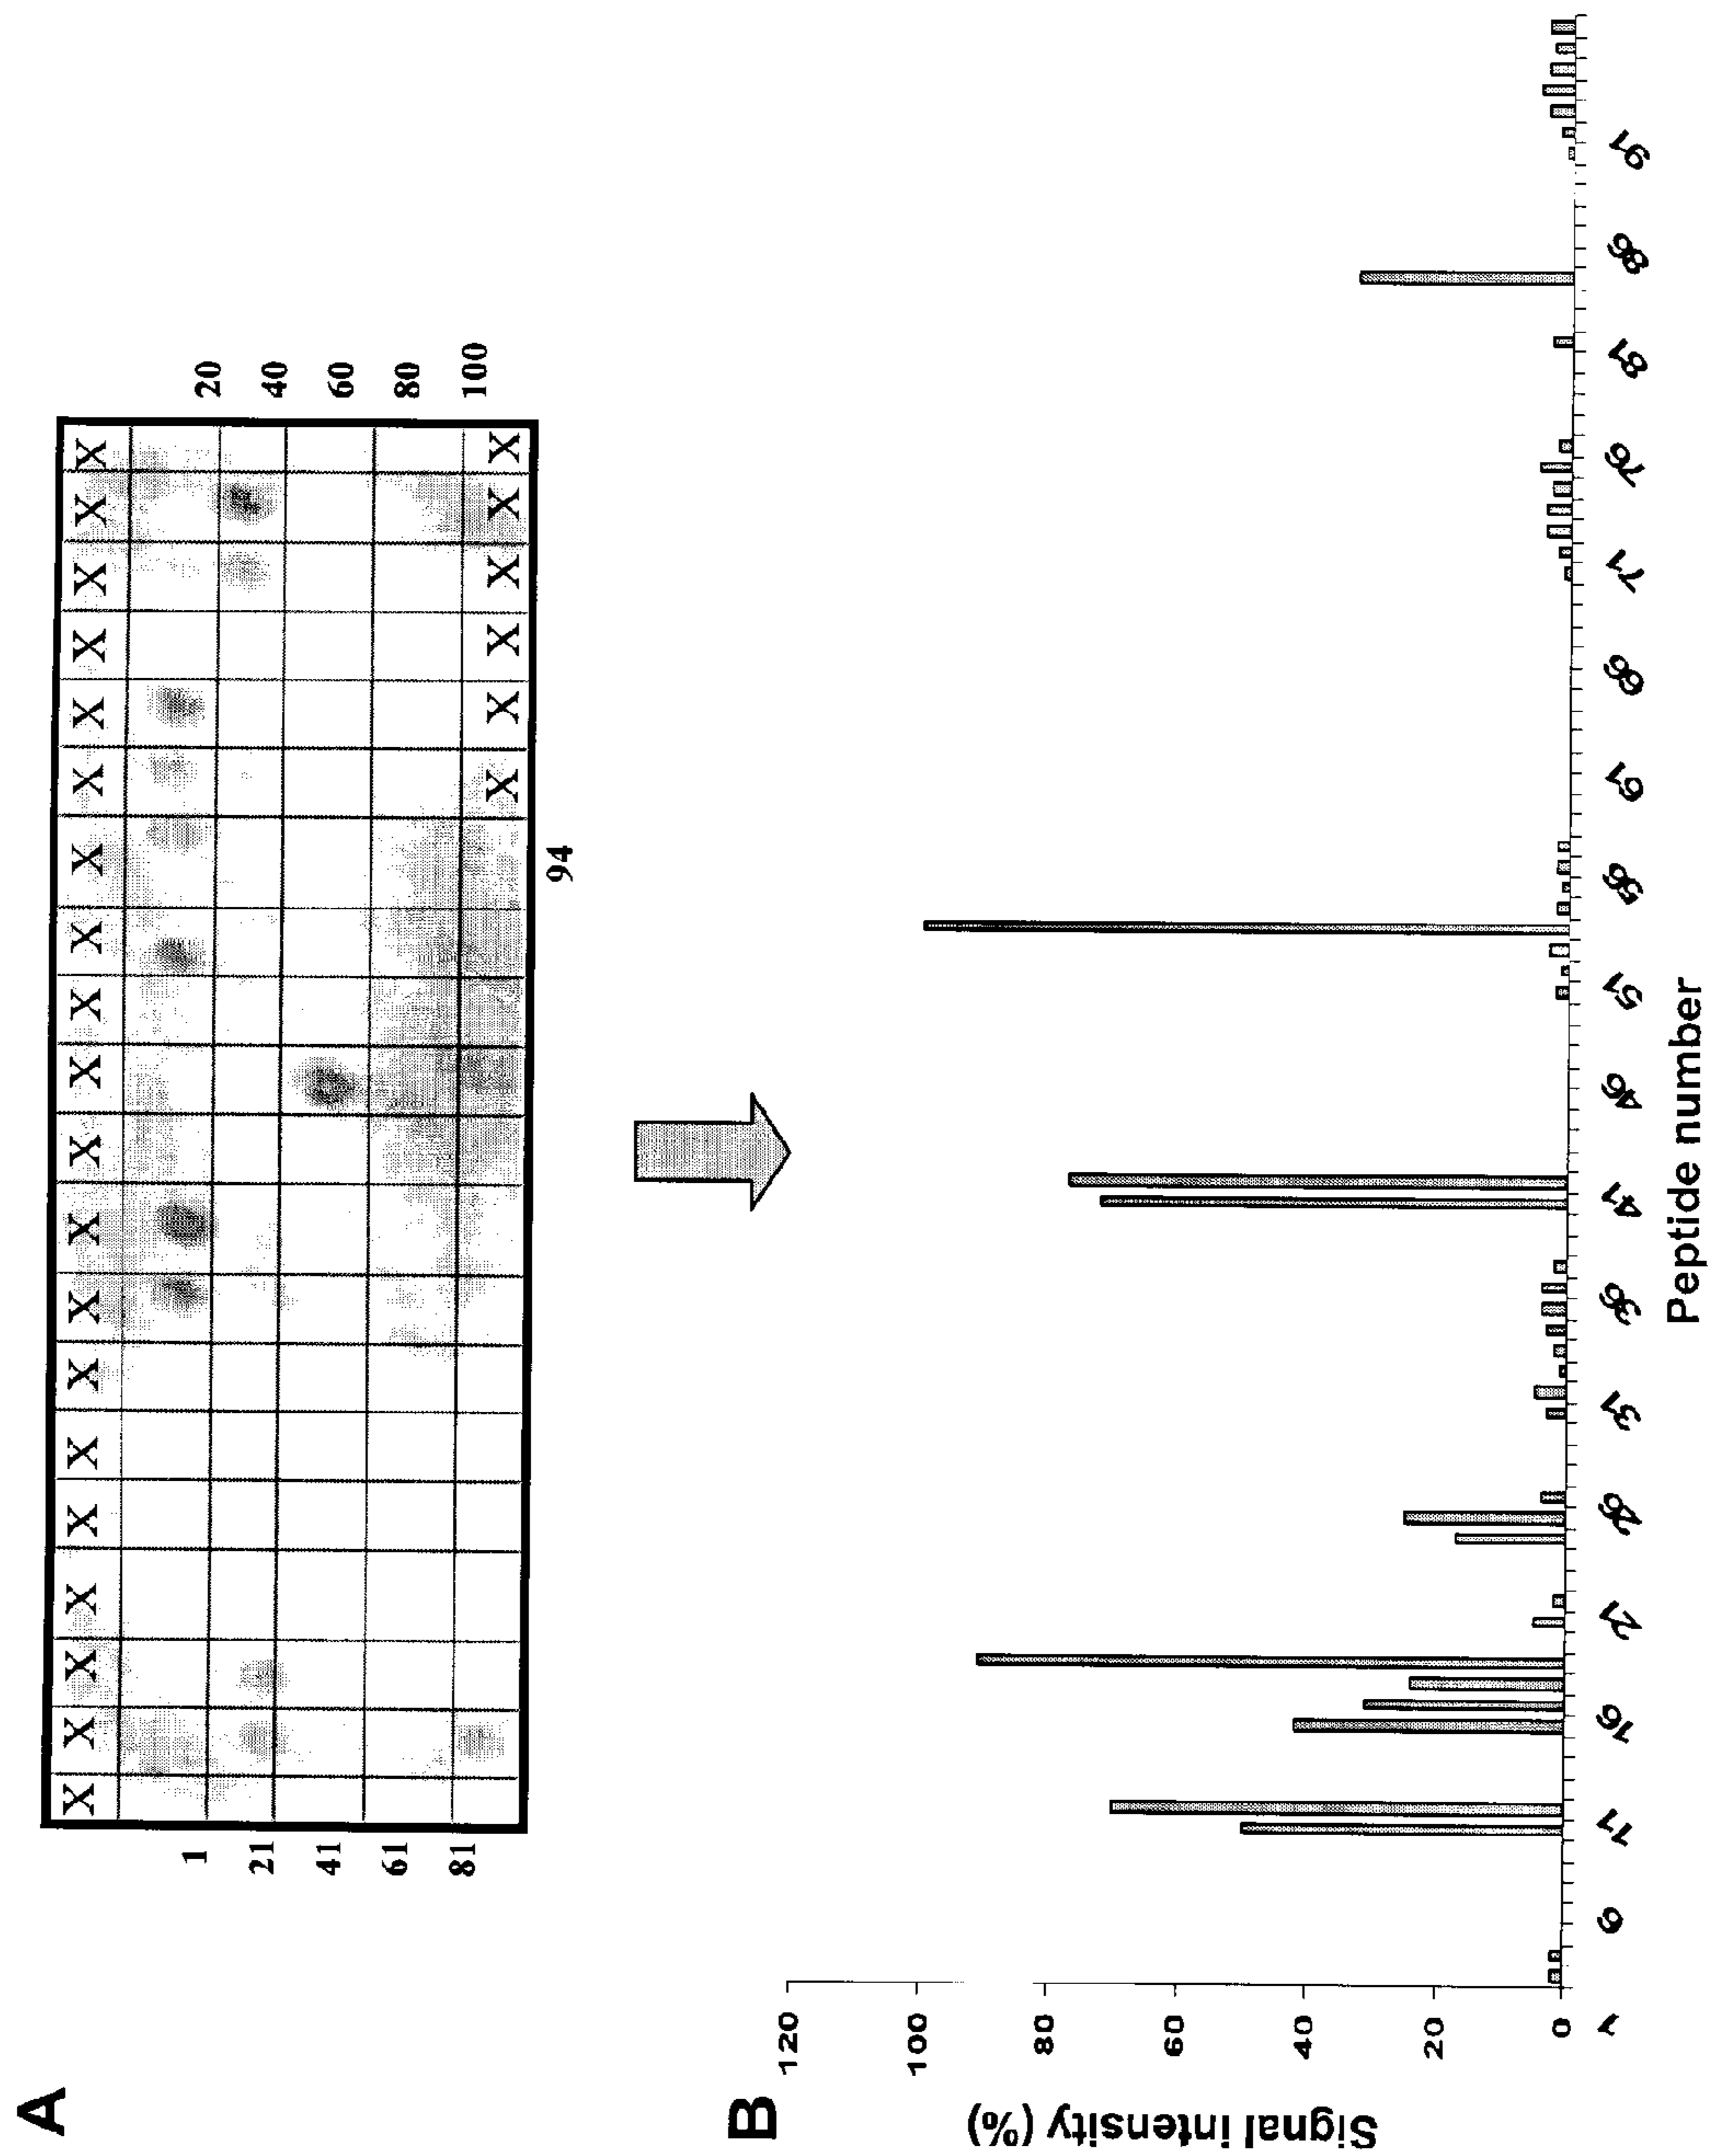 A
X X X X X X X X X X X X X X X X X X X X
1 20
21 40
41 60
61 80
81 X X X X X X 100
94
B
Signal intensity (%)
120
100
80
60
40
20
0
1 6 11 16 21 26 31 36 41 46 51 56 61 66 71 76 81 86 91
Peptide number